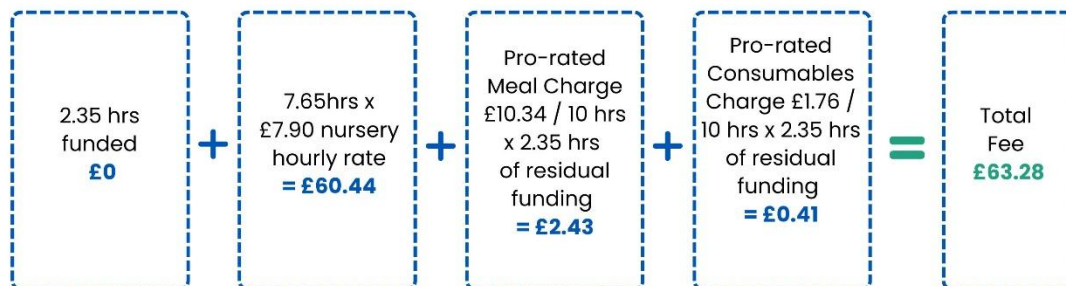 2.35 hrs
funded
£0
+
7.65hrs x
£7.90 nursery
hourly rate
= £60.44
+
Pro-rated
Meal Charge
£10.34 / 10 hrs
x 2.35 hrs
of residual
funding
= £2.43
+
Pro-rated
Consumables
Charge £1.76 /
10 hrs x 2.35 hrs
of residual
funding
= £0.41
=
Total
Fee
£63.28